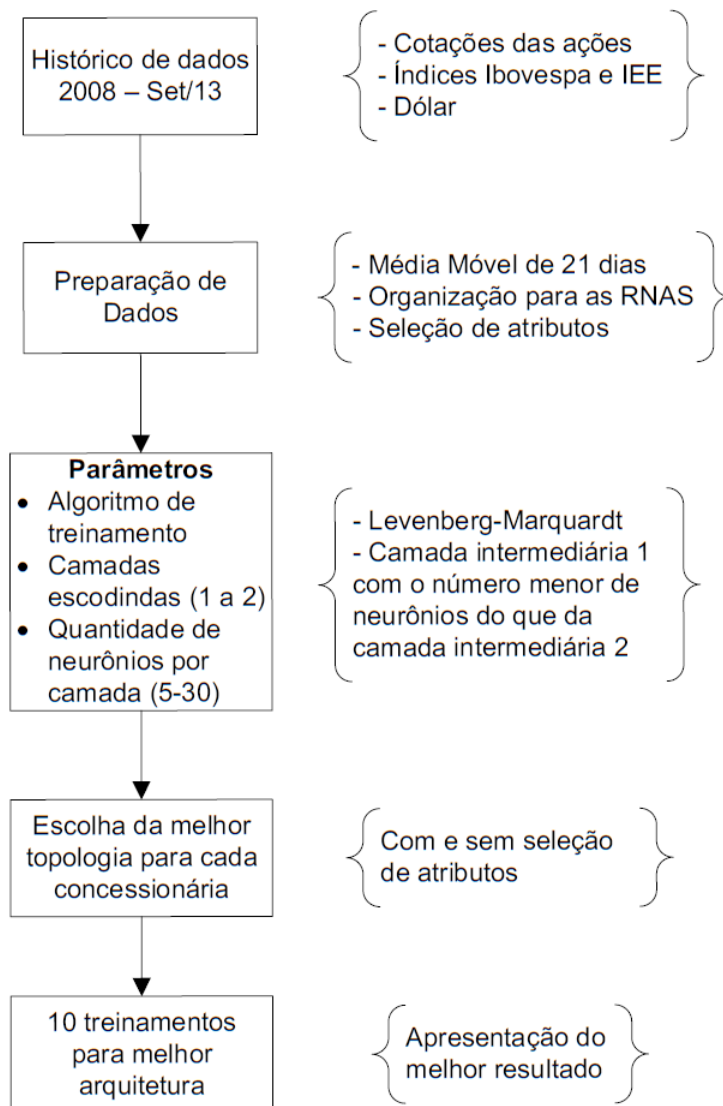 Histórico de dados
2008 – Set/13
- Cotações das ações
- Índices Ibovespa e IEE
- Dólar
Preparação de
Dados
- Média Móvel de 21 dias
- Organização para as RNAS
- Seleção de atributos
Parâmetros
• Algoritmo de
treinamento
• Camadas
escodindas (1 a 2)
• Quantidade de
neurônios por
camada (5-30)
- Levenberg-Marquardt
- Camada intermediária 1
com o número menor de
neurônios do que da
camada intermediária 2
Escolha da melhor
topologia para cada
concessionária
Com e sem seleção
de atributos
10 treinamentos
para melhor
arquitetura
Apresentação do
melhor resultado